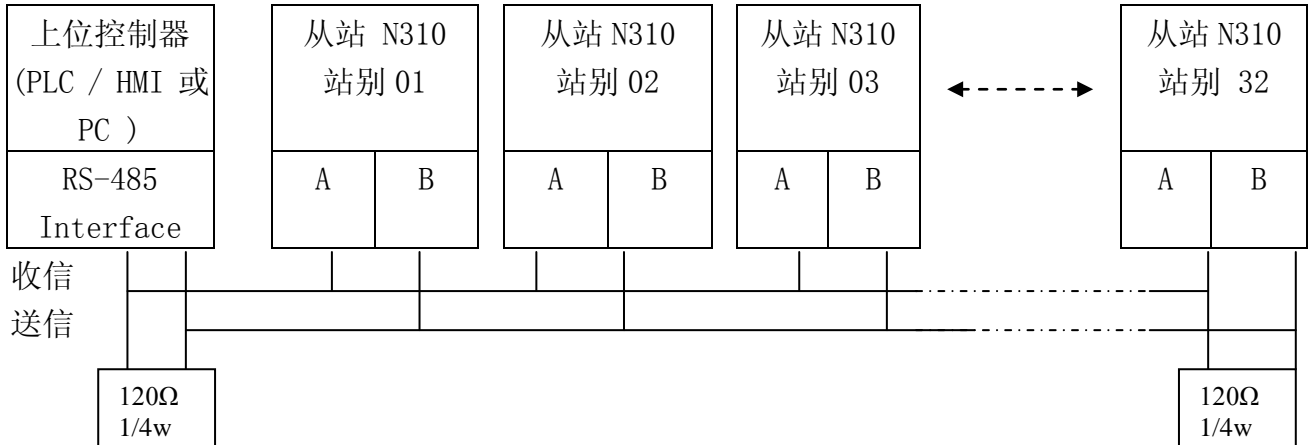 上位控制器
(PLC / HMI 或
PC )
RS-485
Interface
从站 N310
站别 01
A B
从站 N310
站别 02
A B
从站 N310
站别 03
A B
从站 N310
站别 32
A B
收信
送信
120Ω
1/4w
120Ω
1/4w